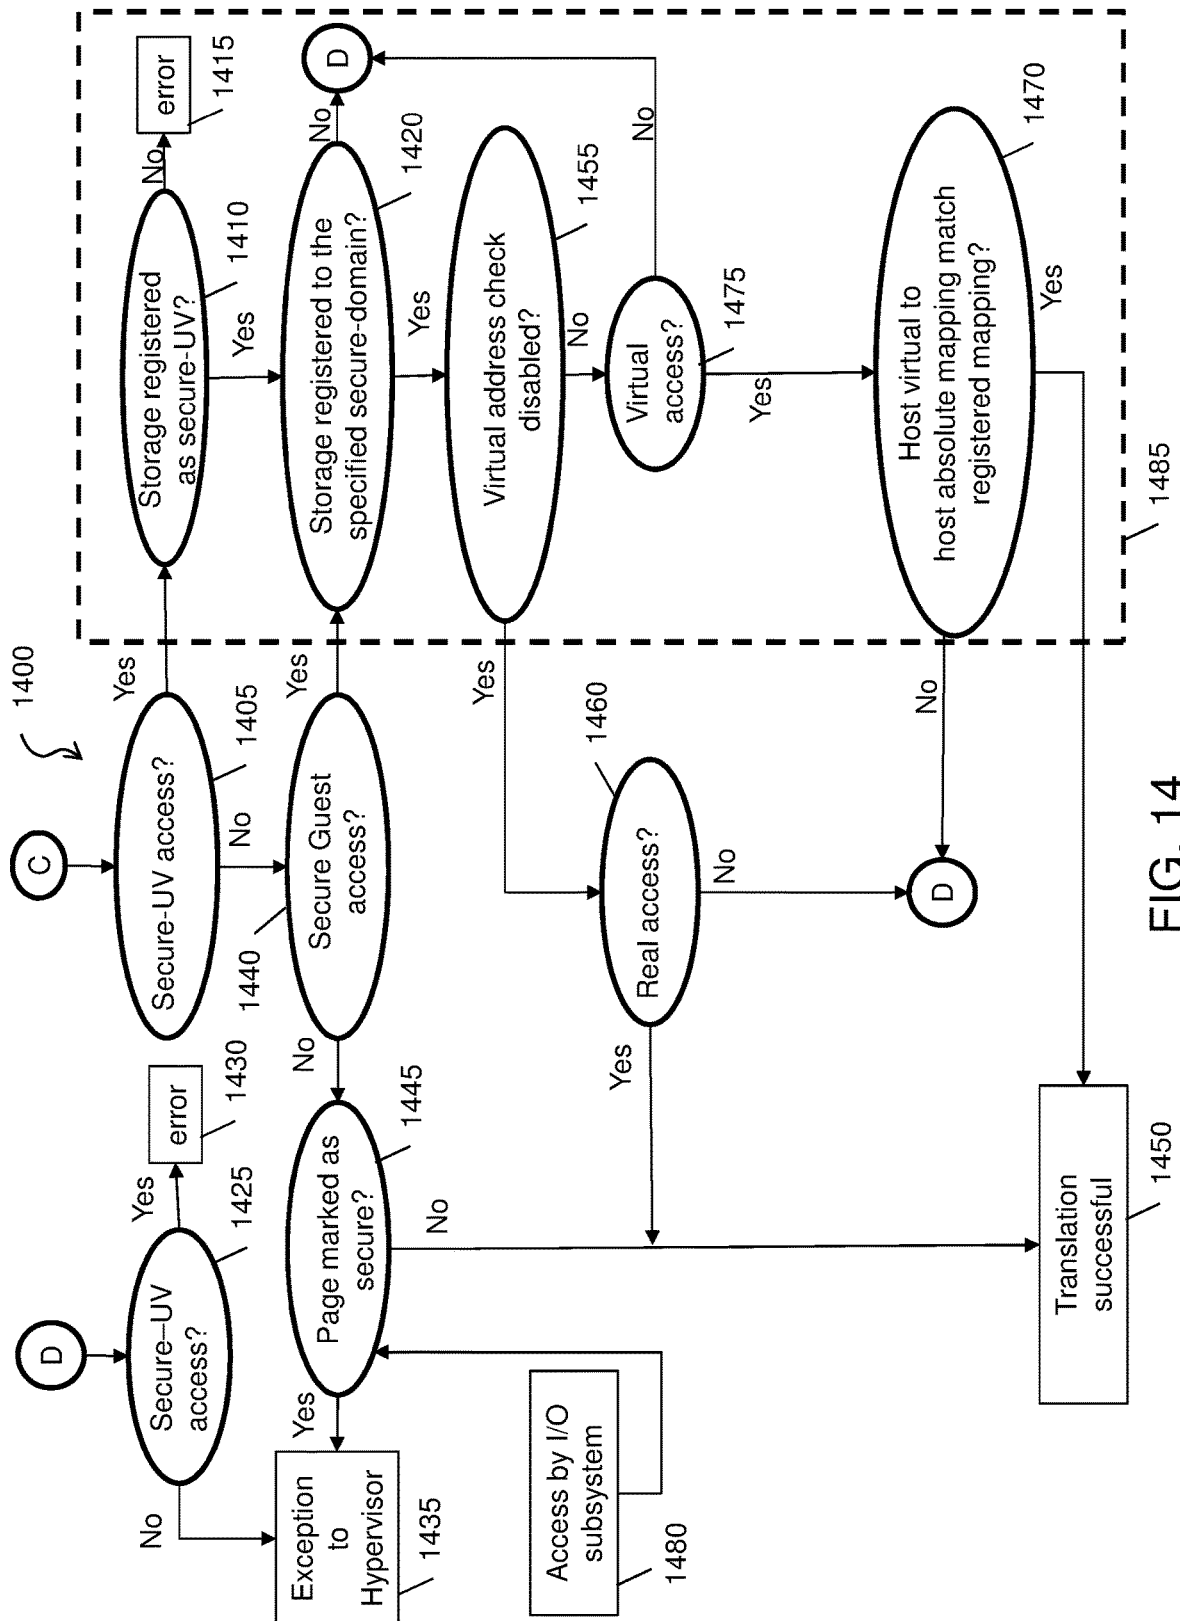 1400
D
C
Secure–UV
access?
1425
Yes
error
1430
No
Secure-UV access?
1405
Yes
No
Storage registered
as secure-UV?
1410
No
error
1415
Yes
Exception
to
Hypervisor
1435
Yes
Page marked as
secure?
1445
No
No
1440
Secure Guest
access?
Yes
Storage registered to the
specified secure-domain?
1420
No
D
Yes
Virtual address check
disabled?
1455
Yes
No
Access by I/O
subsystem
1480
Real access?
1460
Yes
No
Virtual
access?
1475
No
Yes
D
No
Host virtual to
host absolute mapping match
registered mapping?
1470
Yes
Translation
successful
1450
1485
FIG. 14